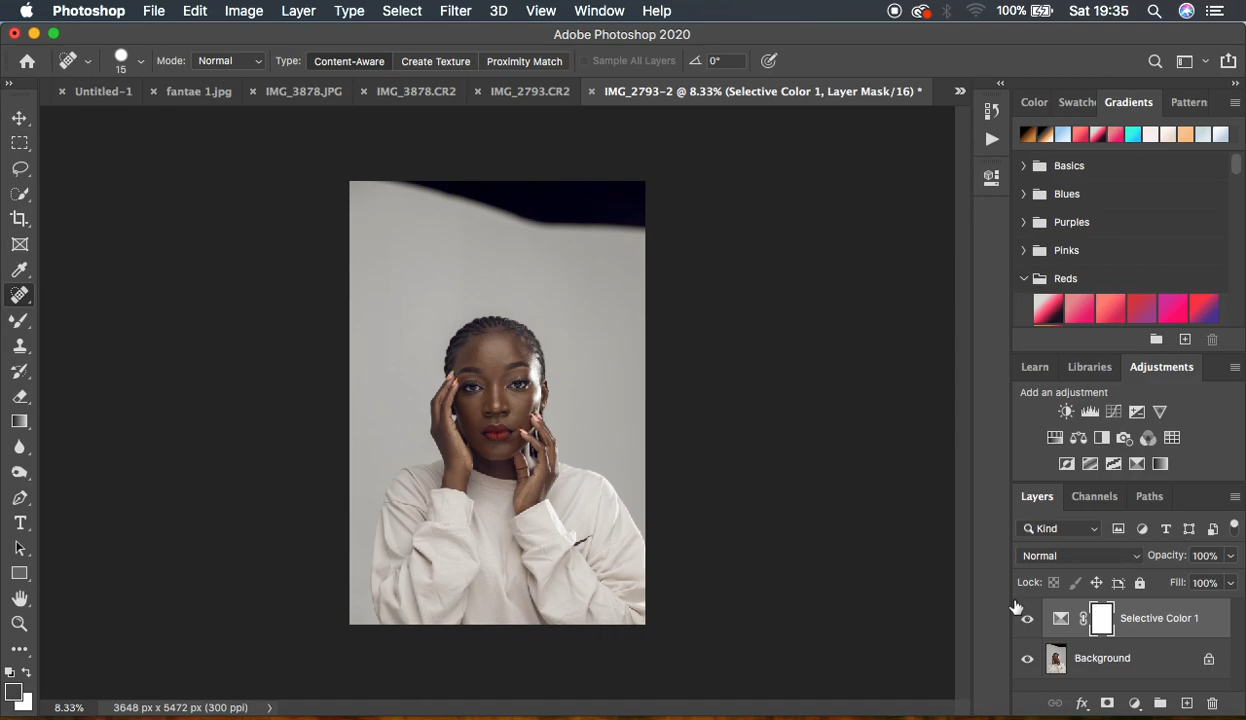 Photoshop File Edit Image Layer Type Select Filter 3D View Window Help 100% Sat 19:35
Adobe Photoshop 2020
15 Mode: Normal Type: Content-Aware Create Texture Proximity Match Sample All Layers 0°
Untitled-1 fantae 1.jpg IMG_3878.JPG IMG_3878.CR2 IMG_2793.CR2 IMG_2793-2 @ 8.33% (Selective Color 1, Layer Mask/16) *
Color Swatche Gradients Pattern
Basics
Blues
Purples
Pinks
Reds
Learn Libraries Adjustments
Add an adjustment
Layers Channels Paths
Kind
Normal Opacity: 100%
Lock: Fill: 100%
Selective Color 1
Background
8.33% 3648 px x 5472 px (300 ppi)